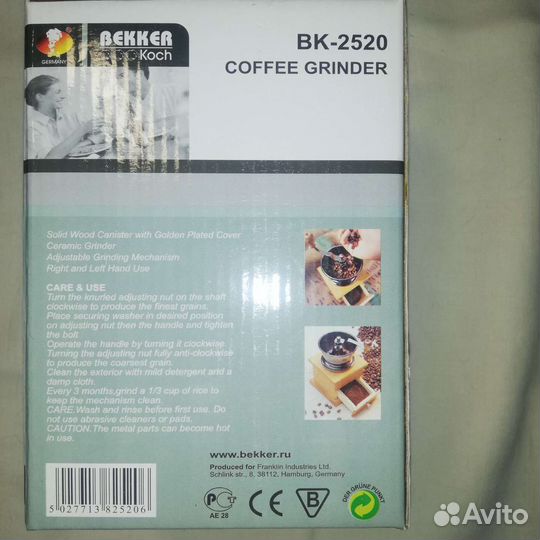 BEKKER
Koch
GERMANY
BK-2520
COFFEE GRINDER
Solid Wood Canister with Golden Plated Cover
Ceramic Grinder
Adjustable Grinding Mechanism
Right and Left Hand Use
CARE & USE
Turn the knurled adjusting nut on the shaft
clockwise to produce the finest grains.
Place securing washer in desired position
on adjusting nut then the handle and tighten
the bolt
Operate the handle by turning it clockwise.
Turning the adjusting nut fully anti-clockwise
to produce the coarsest grain.
Clean the exterior with mild detergent and a
damp cloth.
Every 3 months,grind a 1/3 cup of rice to
keep the mechanism clean.
CARE.Wash and rinse before first use. Do
not use abrasive cleaners or pads.
CAUTION.The metal parts can become hot
in use.
www.bekker.ru
Produced for Franklin Industries Ltd.
Schlink str., 8, 38112, Hamburg, Germany
5 027713 825206
РСТ
АЕ 28
CE
B
DER GRÜNE PUNKT
Avito